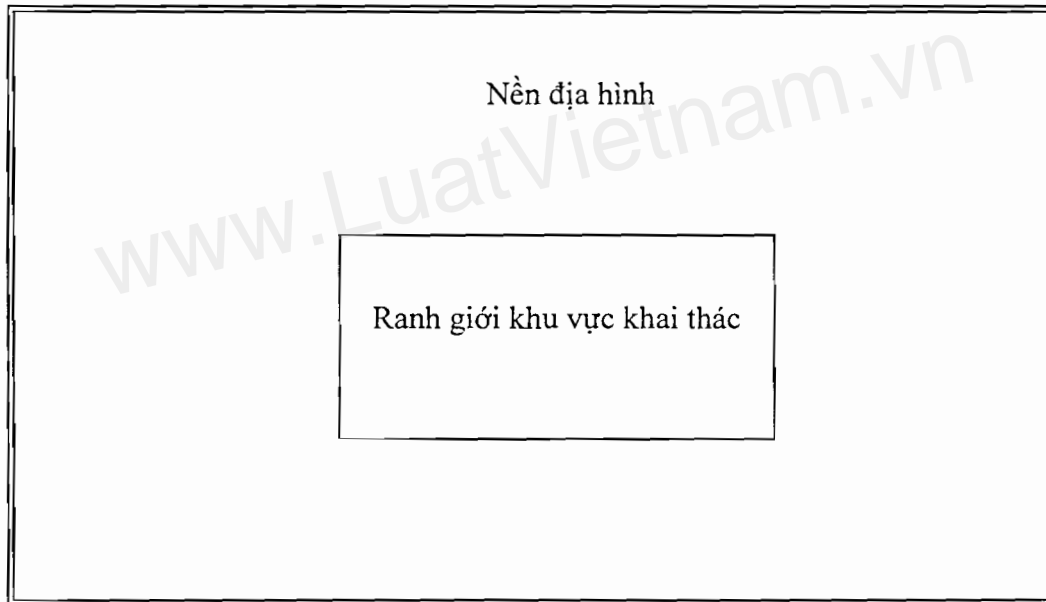 Nền địa hình
www.LuatVietnam.vn
Ranh giới khu vực khai thác